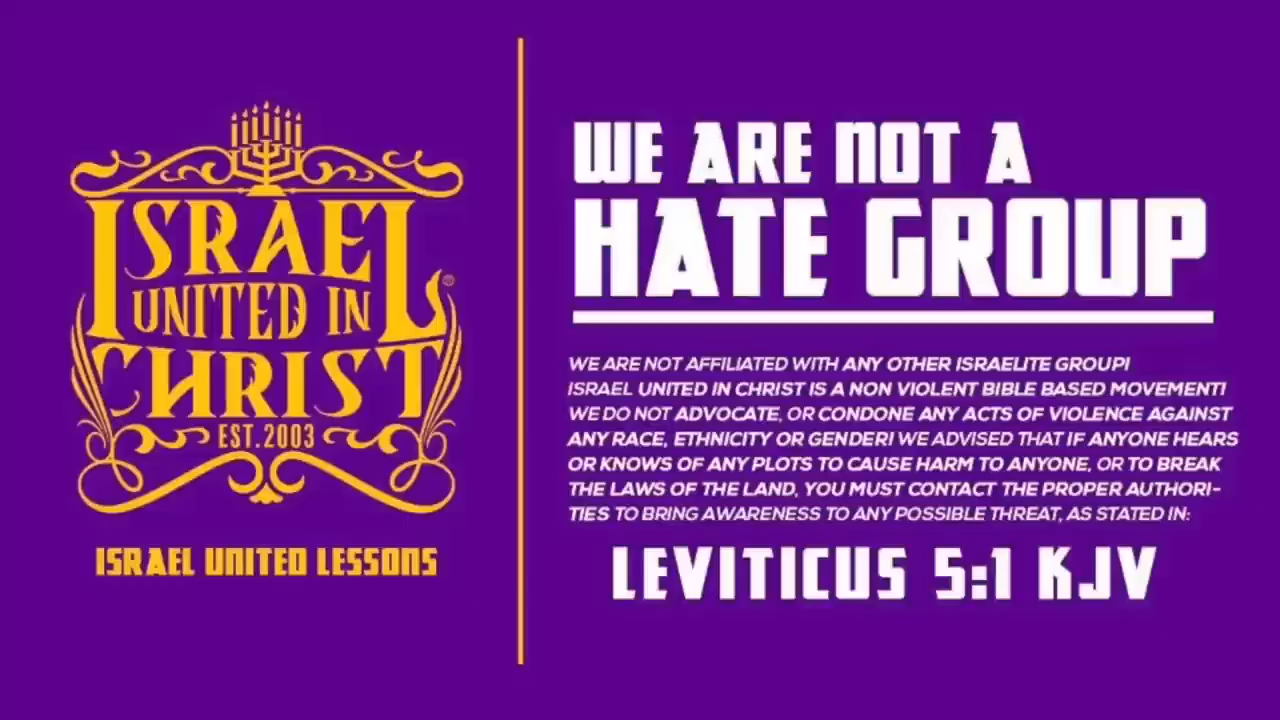 ISRAEL
UNITED IN
CHRIST
EST. 2003
®
ISRAEL UNITED LESSONS
WE ARE NOT A
HATE GROUP
WE ARE NOT AFFILIATED WITH ANY OTHER ISRAELITE GROUP!
ISRAEL UNITED IN CHRIST IS A NON VIOLENT BIBLE BASED MOVEMENT!
WE DO NOT ADVOCATE, OR CONDONE ANY ACTS OF VIOLENCE AGAINST
ANY RACE, ETHNICITY OR GENDER! WE ADVISED THAT IF ANYONE HEARS
OR KNOWS OF ANY PLOTS TO CAUSE HARM TO ANYONE, OR TO BREAK
THE LAWS OF THE LAND, YOU MUST CONTACT THE PROPER AUTHORI-
TIES TO BRING AWARENESS TO ANY POSSIBLE THREAT, AS STATED IN:
LEVITICUS 5:1 KJV